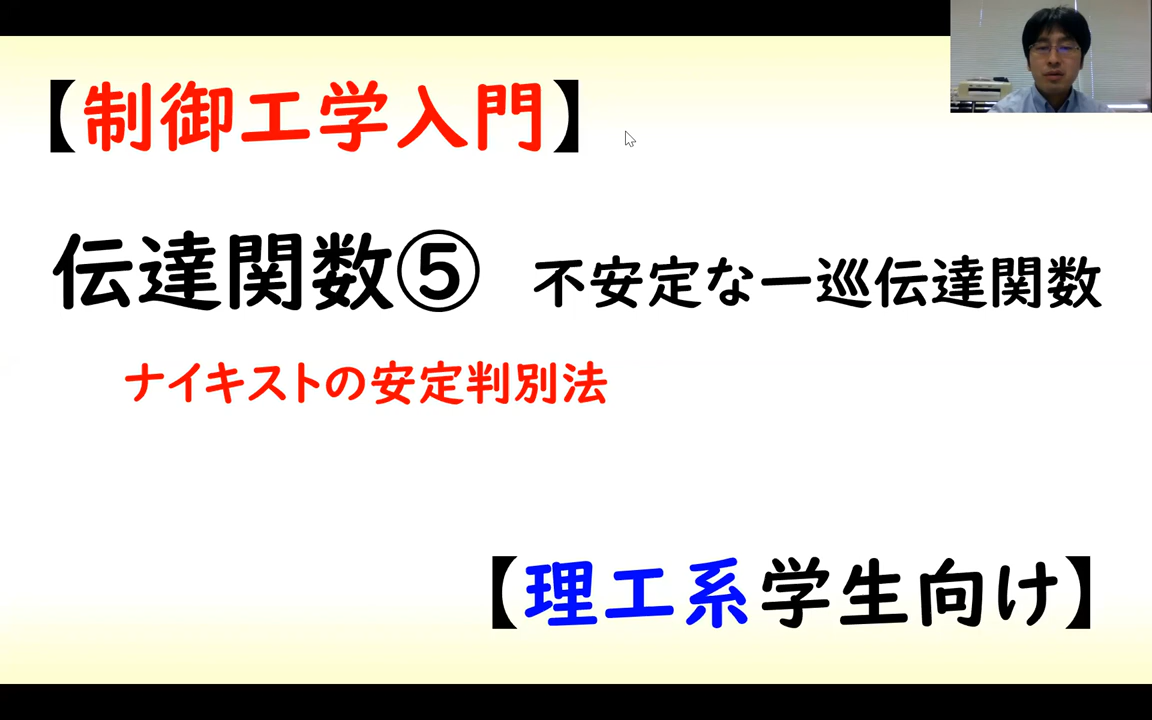 【制御工学入門】
伝達関数⑤ 不安定な一巡伝達関数
ナイキストの安定判別法
【理工系学生向け】